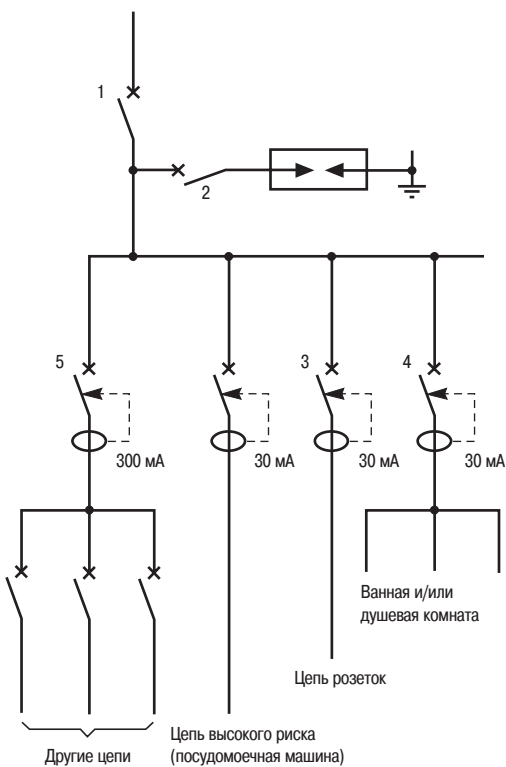 1
2
5
3
4
300 мА
30 мА
30 мА
30 мА
Ванная и/или
душевая комната
Цепь розеток
Цепь высокого риска
(посудомоечная машина)
Другие цепи